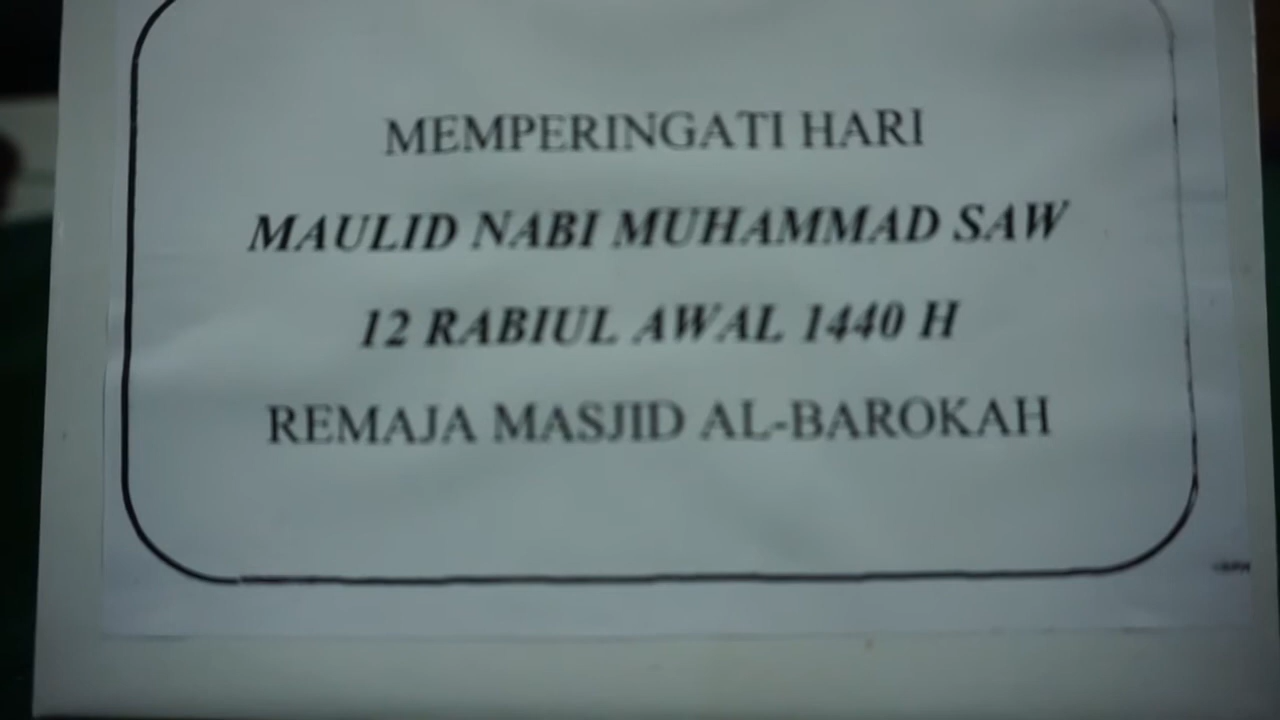 MEMPERINGATI HARI
MAULID NABI MUHAMMAD SAW
12 RABIUL AWAL 1440 H
REMAJA MASJID AL-BAROKAH